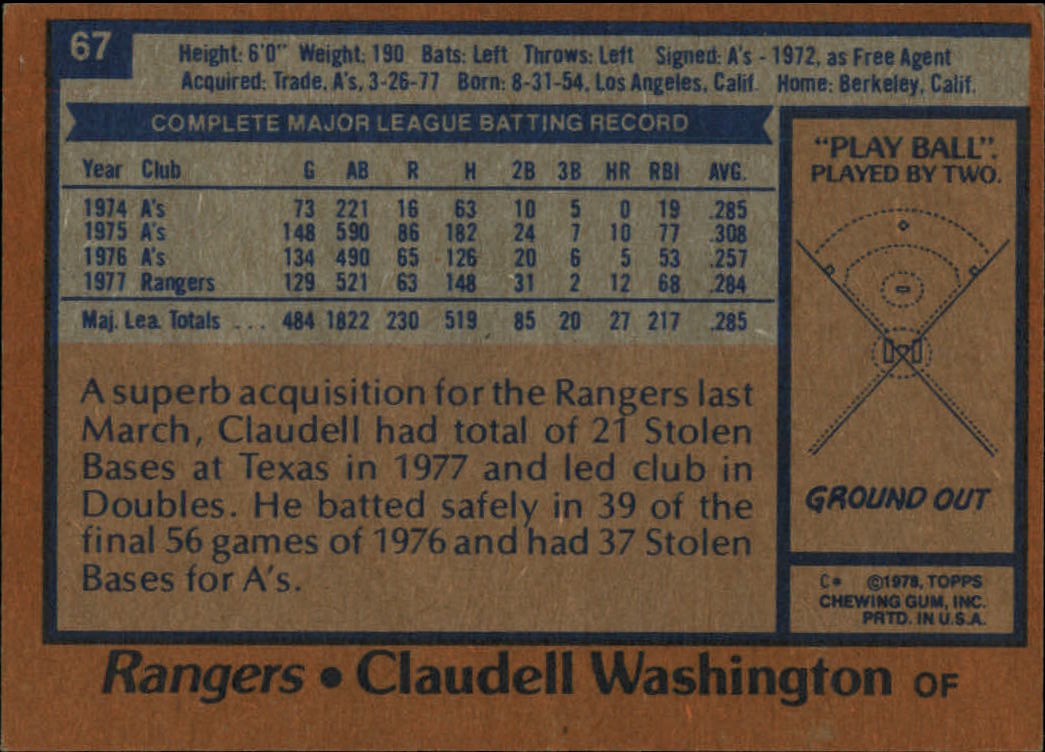 67
Height: 6'0" Weight: 190 Bats: Left Throws: Left Signed: A's - 1972, as Free Agent
Acquired: Trade, A's, 3-26-77 Born: 8-31-54, Los Angeles, Calif. Home: Berkeley, Calif.
COMPLETE MAJOR LEAGUE BATTING RECORD
Year Club G AB R H 2B 3B HR RBI AVG.
1974 A's 73 221 16 63 10 5 0 19 .285
1975 A's 148 590 86 182 24 7 10 77 .308
1976 A's 134 490 65 126 20 6 5 53 .257
1977 Rangers 129 521 63 148 31 2 12 68 .284
Maj. Lea. Totals ... 484 1822 230 519 85 20 27 217 .285
A superb acquisition for the Rangers last
March, Claudell had total of 21 Stolen
Bases at Texas in 1977 and led club in
Doubles. He batted safely in 39 of the
final 56 games of 1976 and had 37 Stolen
Bases for A's.
"PLAY BALL".
PLAYED BY TWO.
GROUND OUT
C* ©1978, TOPPS
CHEWING GUM, INC.
PRTD. IN U.S.A.
Rangers • Claudell Washington OF